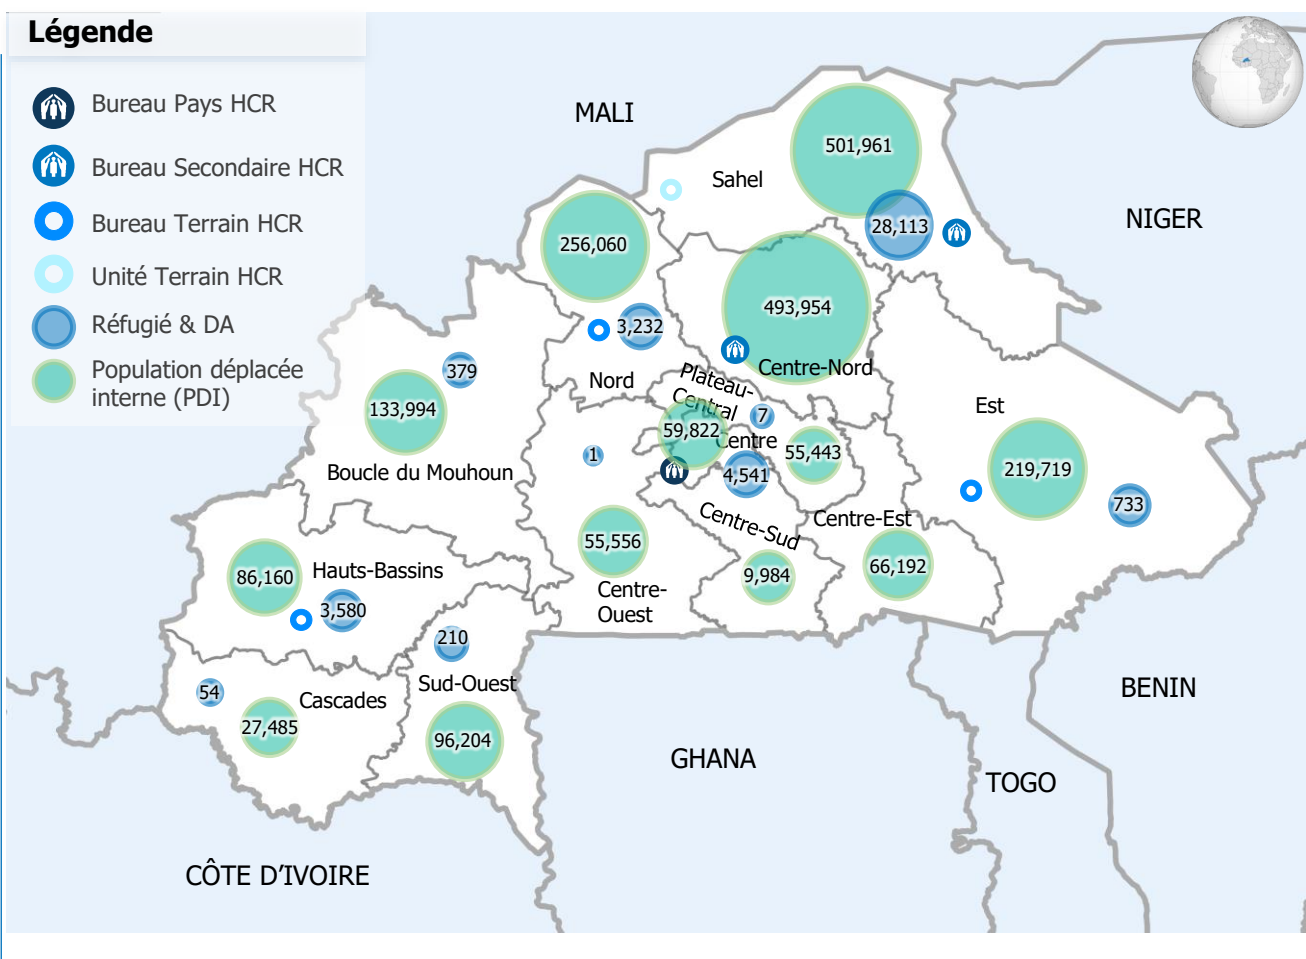 Légende
Bureau Pays HCR
Bureau Secondaire HCR
Bureau Terrain HCR
Unité Terrain HCR
Réfugié & DA
Population déplacée
interne (PDI)
MALI
NIGER
501,961
Sahel
28,113
256,060
3,232
Nord
493,954
Centre-Nord
379
133,994
Boucle du Mouhoun
Plateau-
Central
7
59,822
Centre
55,443
4,541
1
Est
219,719
733
Centre-Sud
Centre-Est
55,556
Centre-
Ouest
9,984
66,192
Hauts-Bassins
86,160
3,580
210
Sud-Ouest
96,204
54
Cascades
27,485
BENIN
GHANA
TOGO
CÔTE D’IVOIRE